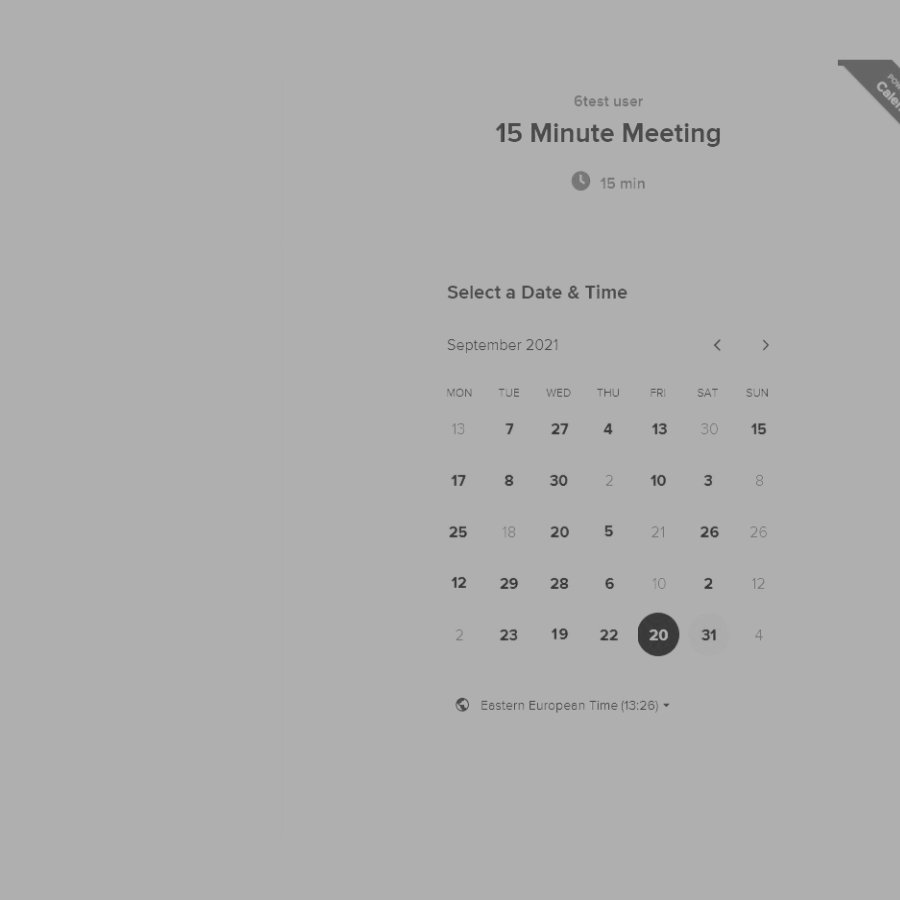 6test user
15 Minute Meeting
15 min
Select a Date & Time
September 2021
MON TUE WED THU FRI SAT SUN
13 7 27 4 13 30 15
17 8 30 2 10 3 8
25 18 20 5 21 26 26
12 29 28 6 10 2 12
2 23 19 22 20 31 4
Eastern European Time (13:26)